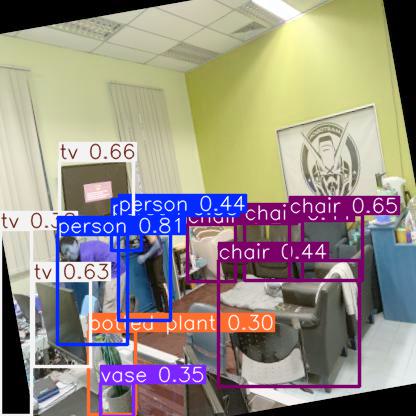 tv 0.66
person 0.44
chair 0.65
person 0.81
chair 0.44
tv 0.63
potted plant 0.30
vase 0.35